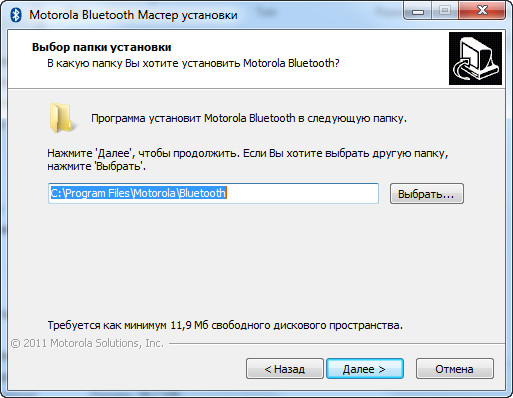 Motorola Bluetooth Мастер установки
Выбор папки установки
В какую папку Вы хотите установить Motorola Bluetooth?
Программа установит Motorola Bluetooth в следующую папку.
Нажмите 'Далее', чтобы продолжить. Если Вы хотите выбрать другую папку,
нажмите 'Выбрать'.
C:\Program Files\Motorola\Bluetooth
Выбрать...
Требуется как минимум 11,9 Мб свободного дискового пространства.
© 2011 Motorola Solutions, Inc.
< Назад
Далее >
Отмена